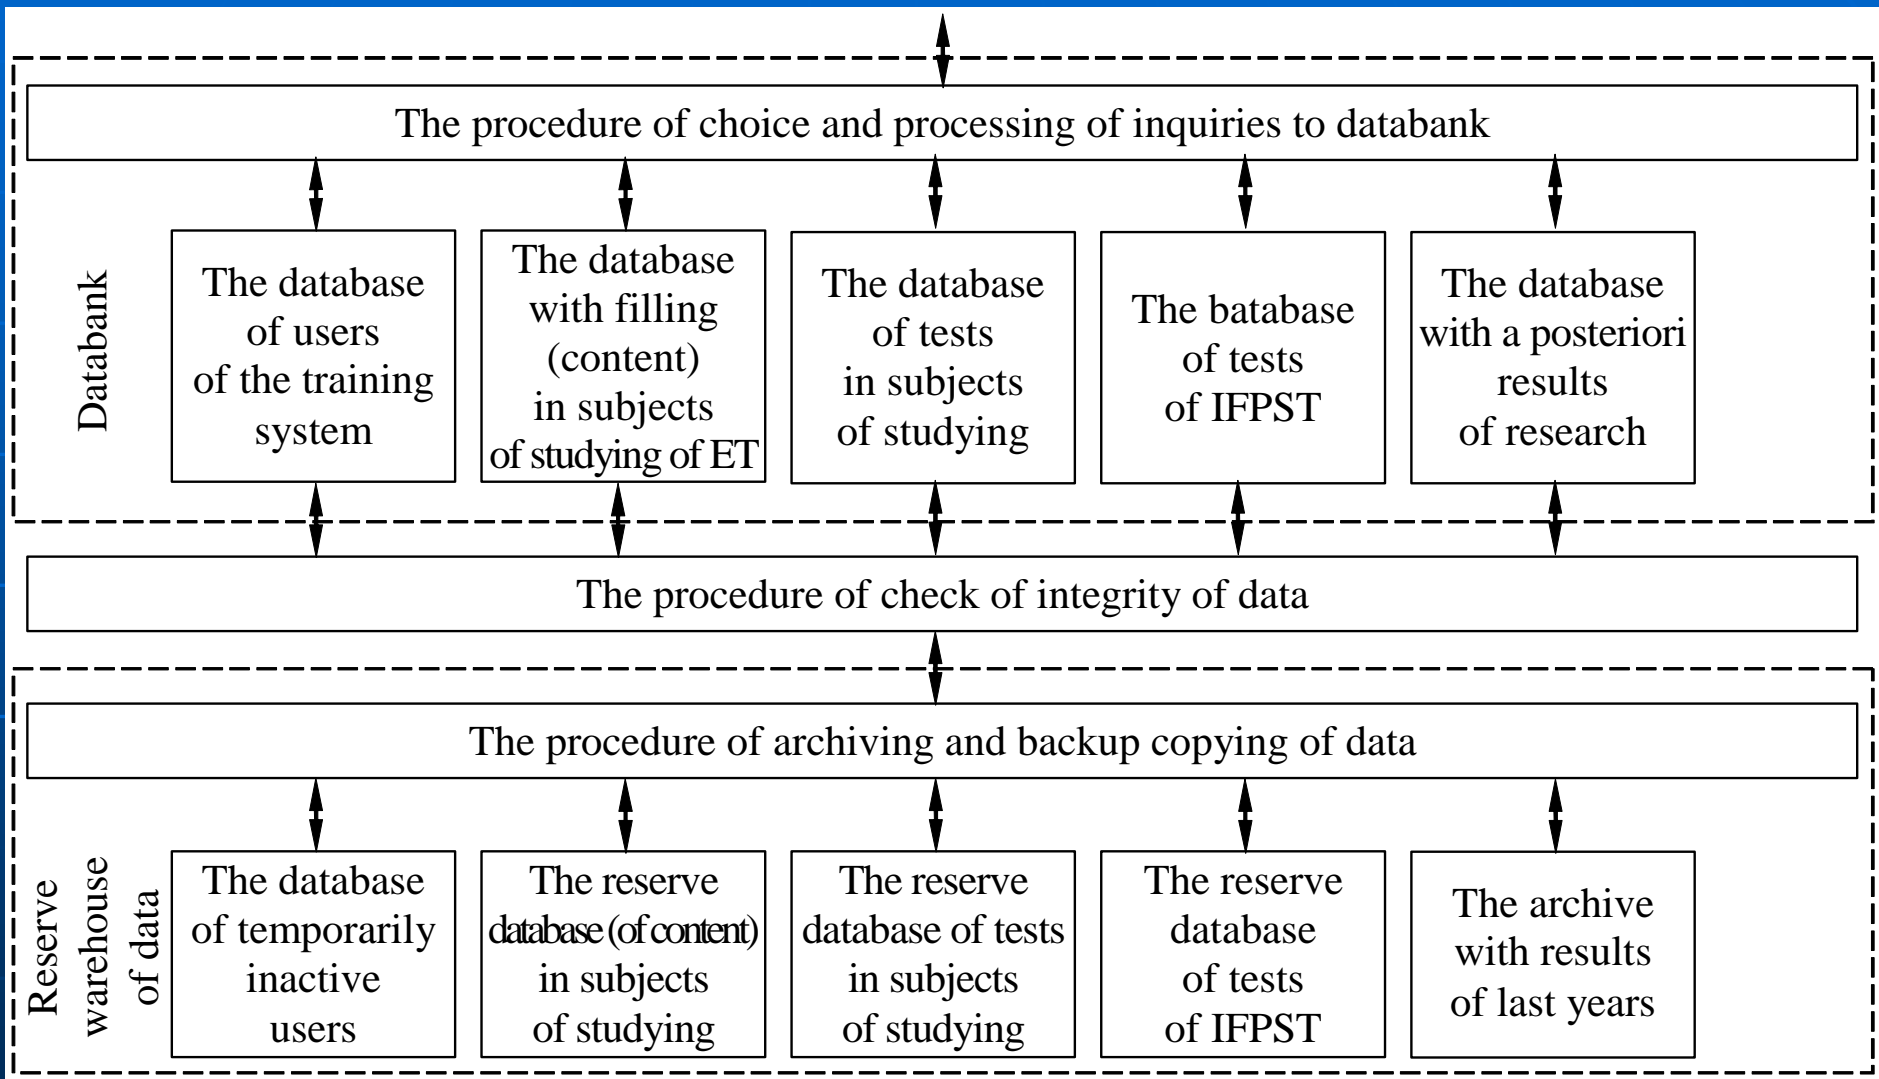 The procedure of choice and processing of inquiries to databank
Databank
The database
of users
of the training
system
The database
with filling
(content)
in subjects
of studying of ET
The database
of tests
in subjects
of studying
The batabase
of tests
of IFPST
The database
with a posteriori
results
of research
The procedure of check of integrity of data
The procedure of archiving and backup copying of data
Reserve
warehouse
of data
The database
of temporarily
inactive
users
The reserve
database (of content)
in subjects
of studying
The reserve
database of tests
in subjects
of studying
The reserve
database
of tests
of IFPST
The archive
with results
of last years